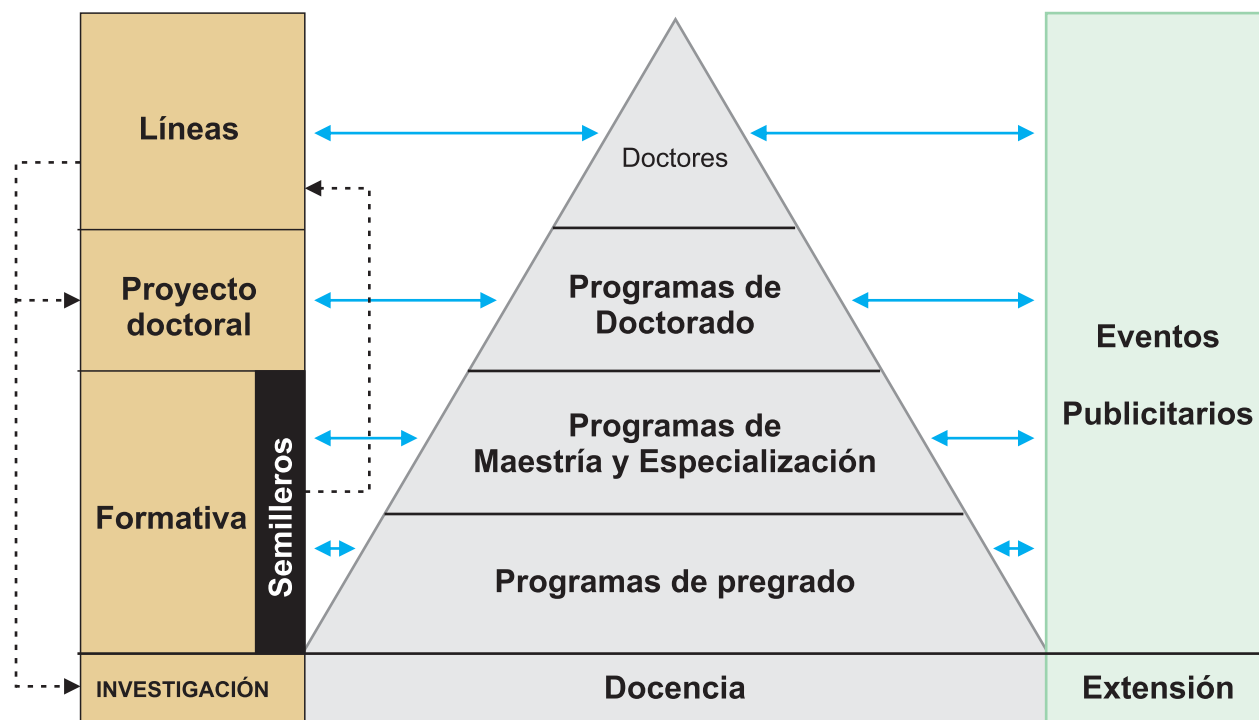 Líneas
Proyecto
doctoral
Formativa
Semilleros
INVESTIGACIÓN
Doctores
Programas de
Doctorado
Programas de
Maestría y Especialización
Programas de pregrado
Docencia
Eventos
Publicitarios
Extensión